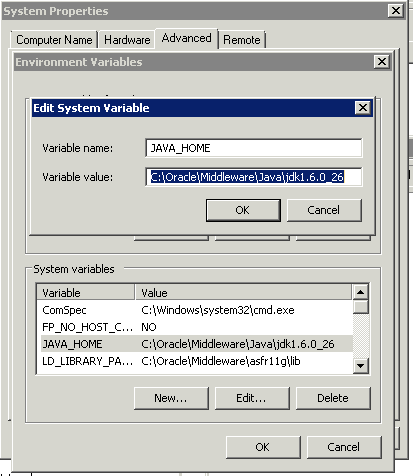 System Properties
Computer Name Hardware Advanced Remote
Environment Variables
Edit System Variable
Variable name: JAVA_HOME
Variable value: C:\Oracle\Middleware\Java\jdk1.6.0_26
OK Cancel
System variables
Variable Value
ComSpec C:\Windows\system32\cmd.exe
FP_NO_HOST_C... NO
JAVA_HOME C:\Oracle\Middleware\Java\jdk1.6.0_26
LD_LIBRARY_PA... C:\Oracle\Middleware\asfr11g\lib
New... Edit... Delete
OK Cancel